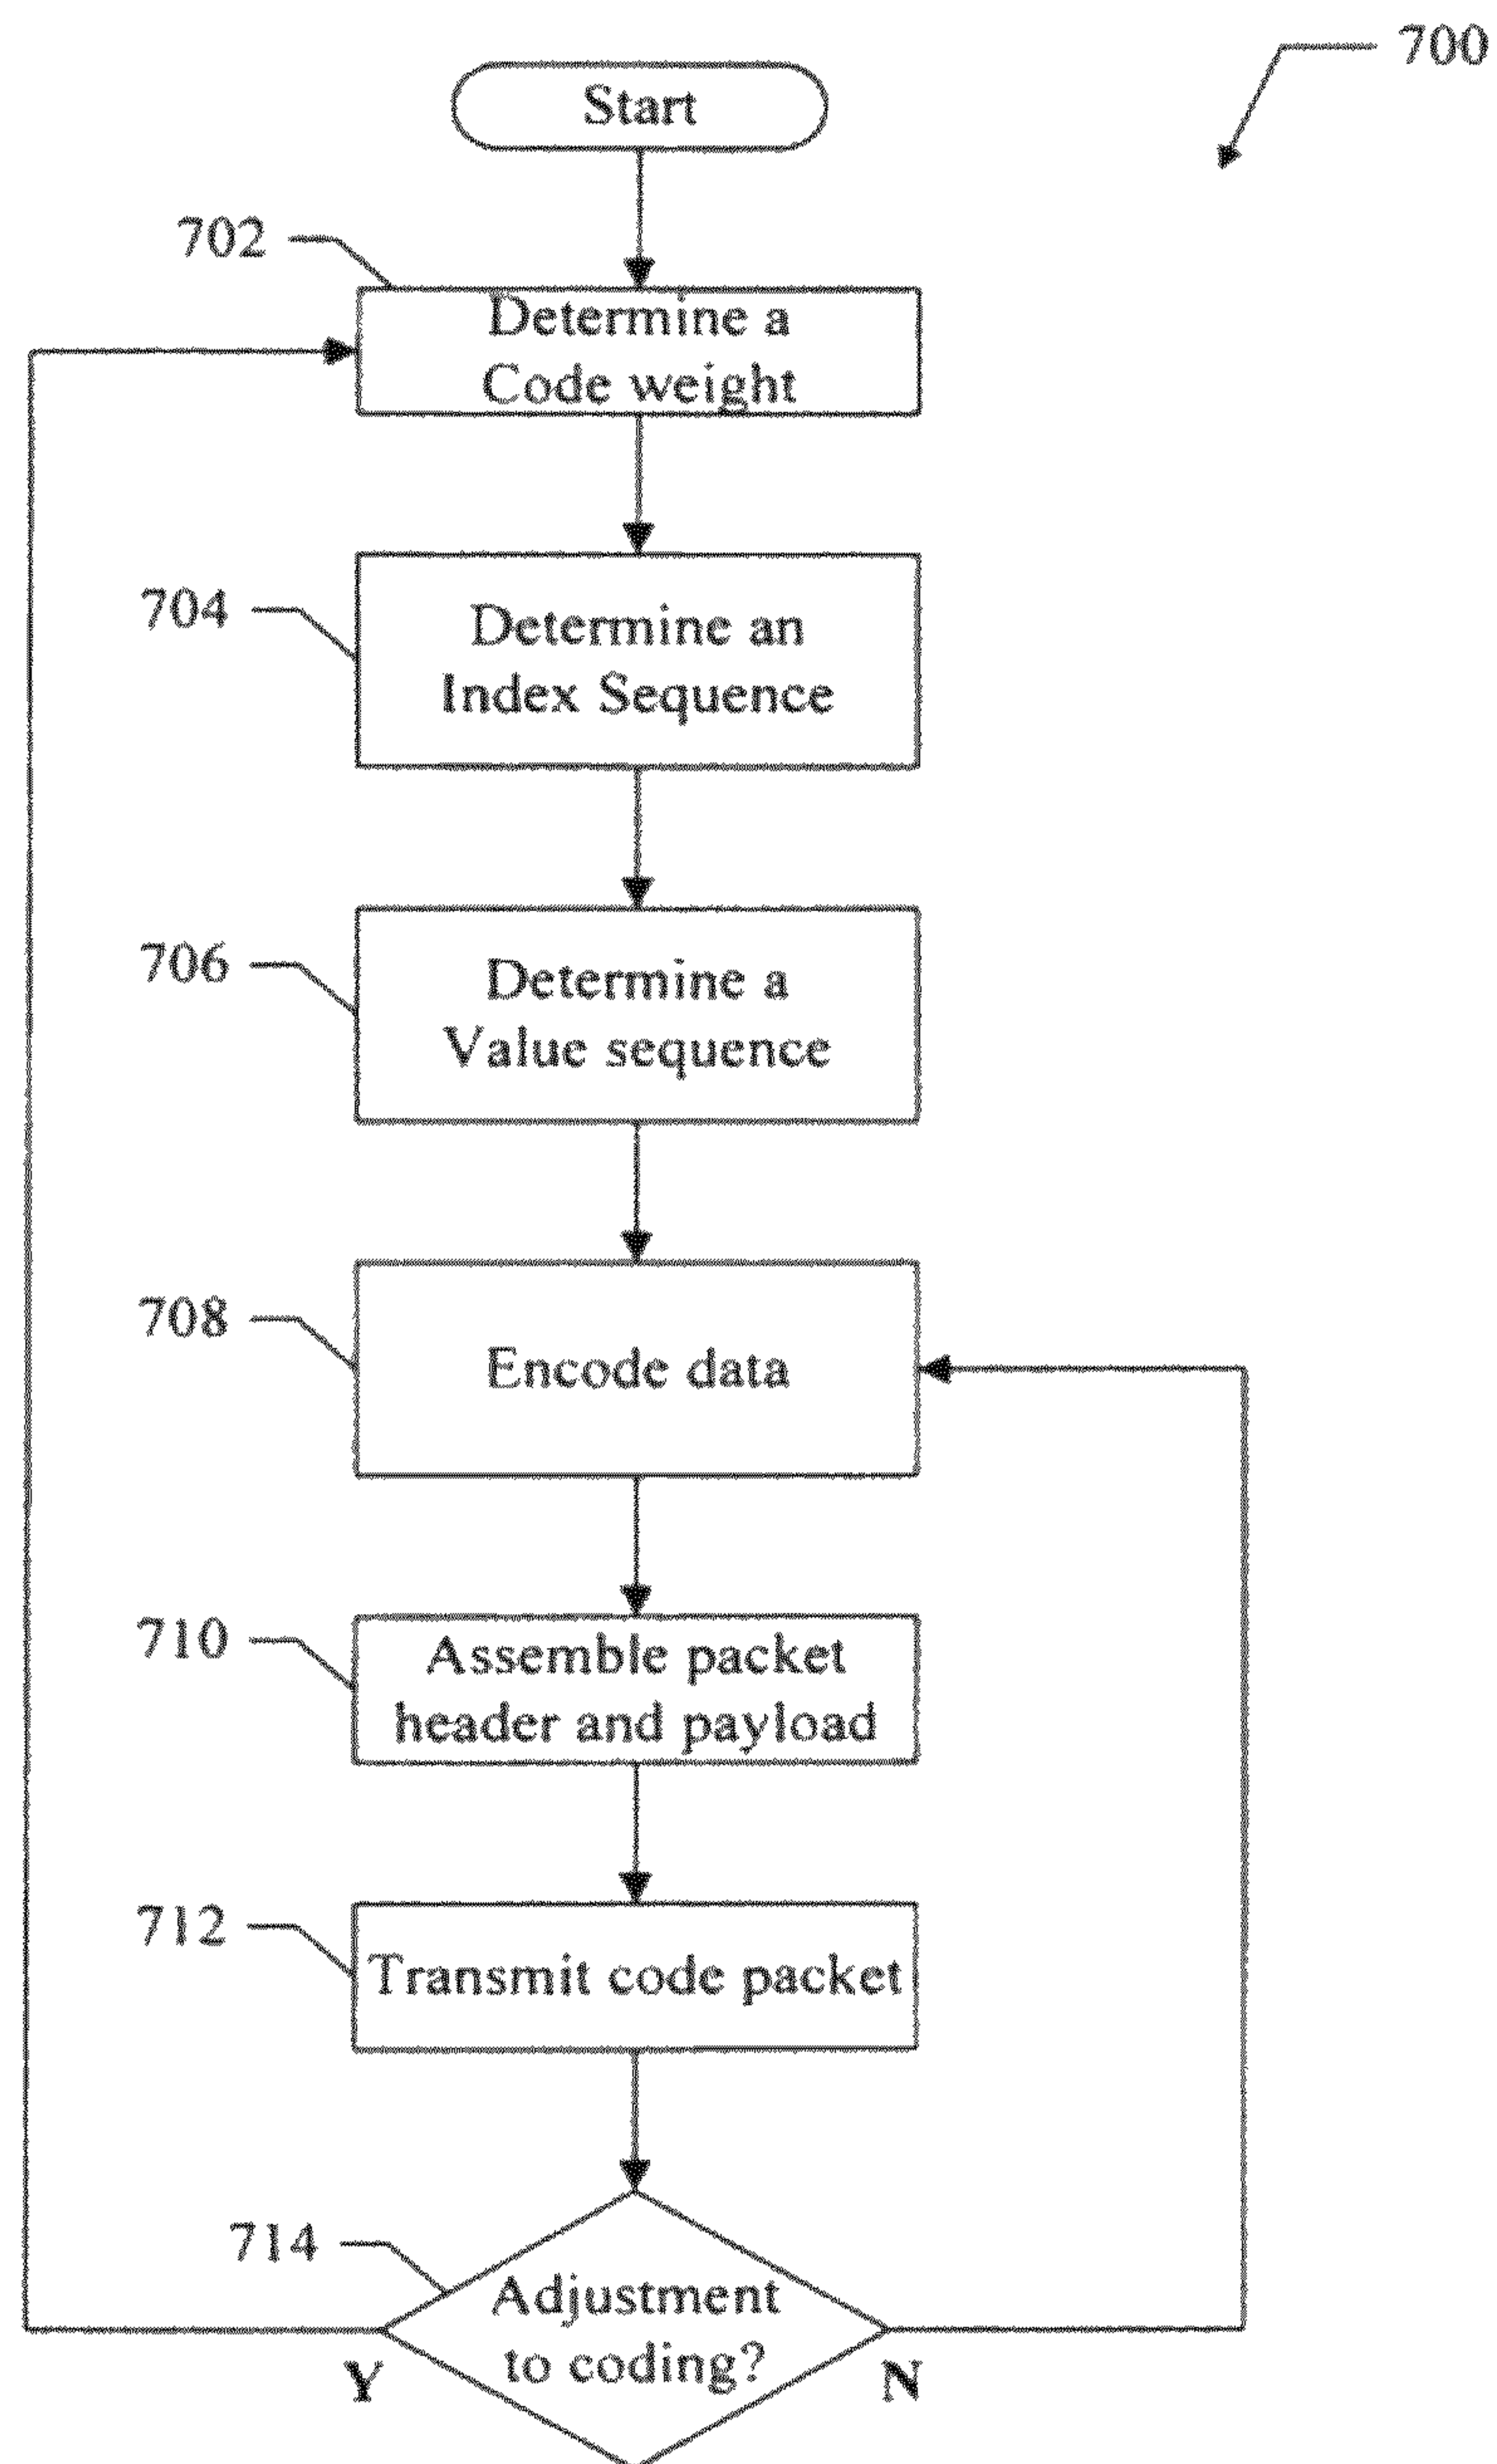 700
Start
702
Determine a
Code weight
704
Determine an
Index Sequence
706
Determine a
Value sequence
708
Encode data
710
Assemble packet
header and payload
712
Transmit code packet
714
Adjustment
to coding?
Y
N